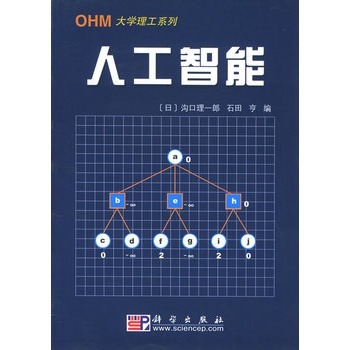 OHM 大学理工系列
人工智能
〔日〕沟口理一郎 石田 亨 编
a 0
b -∞ e -∞ h 0
c d f g i j
0 -∞ 2 -∞ 2 0
科学出版社
www.sciencep.com